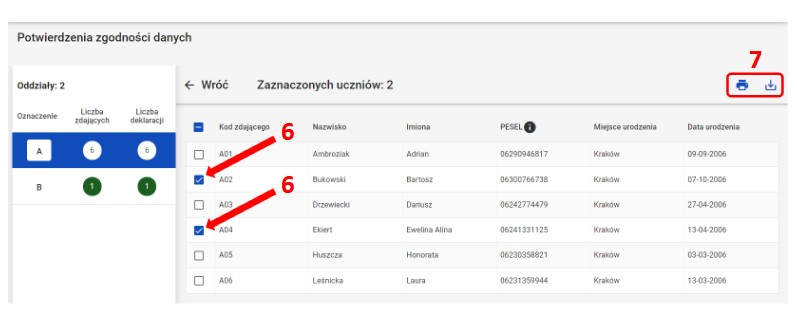 Potwierdzenia zgodności danych
7
Oddziały: 2
Wróć Zaznaczonych uczniów: 2
Oznaczenie Liczba zdających Liczba deklaracji
Kod zdającego Nazwisko Imiona PESEL i Miejsce urodzenia Data urodzenia
6
A 6 6
B 1 1
A01 Ambroziak Adrian 06290946817 Kraków 09-09-2006
A02 Bukowski Bartosz 06300766738 Kraków 07-10-2006
6
A03 Drzewiecki Dariusz 06242774479 Kraków 27-04-2006
A04 Ekiert Ewelina Alina 06241331125 Kraków 13-04-2006
A05 Huszcza Honorata 06230358821 Kraków 03-03-2006
A06 Leśnicka Laura 06231359944 Kraków 13-03-2006